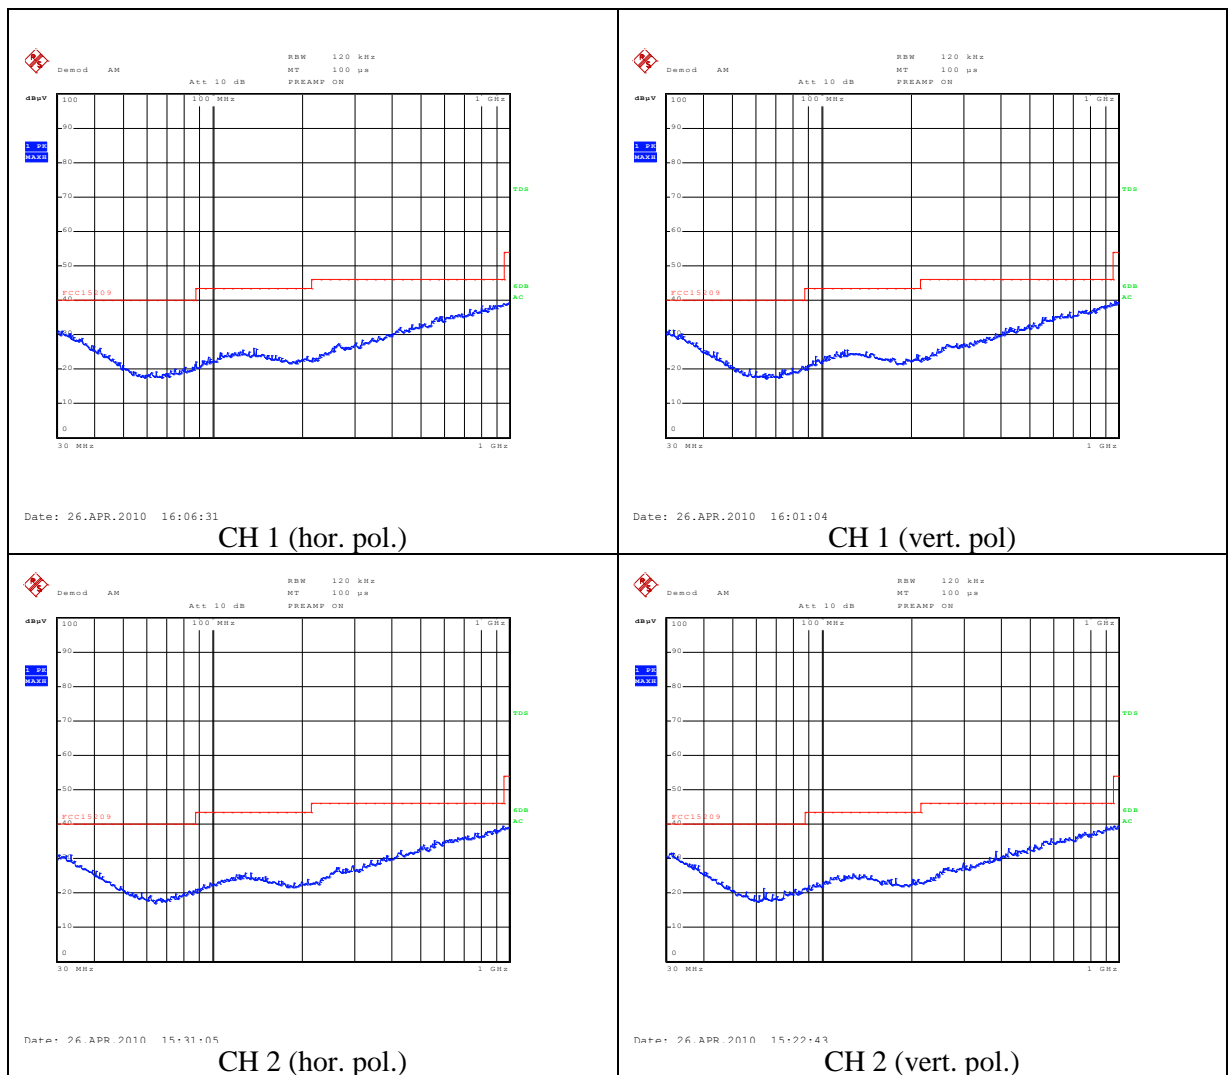 RBW 120 kHz
Demod AM MT 100 µs
Att 10 dB PREAMP ON
dBµV 100 100 MHz 1 GHz
90
1 PK
MAXH
80
70 TDS
60
50
FCC15209 6DB
40 AC
30
20
10
0
30 MHz 1 GHz
Date: 26.APR.2010 16:06:31
CH 1 (hor. pol.)
RBW 120 kHz
Demod AM MT 100 µs
Att 10 dB PREAMP ON
dBµV 100 100 MHz 1 GHz
90
1 PK
MAXH
80
70 TDS
60
50
FCC15209 6DB
40 AC
30
20
10
0
30 MHz 1 GHz
Date: 26.APR.2010 16:01:04
CH 1 (vert. pol)
RBW 120 kHz
Demod AM MT 100 µs
Att 10 dB PREAMP ON
dBµV 100 100 MHz 1 GHz
90
1 PK
MAXH
80
70 TDS
60
50
FCC15209 6DB
40 AC
30
20
10
0
30 MHz 1 GHz
Date: 26.APR.2010 15:31:05
CH 2 (hor. pol.)
RBW 120 kHz
Demod AM MT 100 µs
Att 10 dB PREAMP ON
dBµV 100 100 MHz 1 GHz
90
1 PK
MAXH
80
70 TDS
60
50
FCC15209 6DB
40 AC
30
20
10
0
30 MHz 1 GHz
Date: 26.APR.2010 15:22:43
CH 2 (vert. pol.)